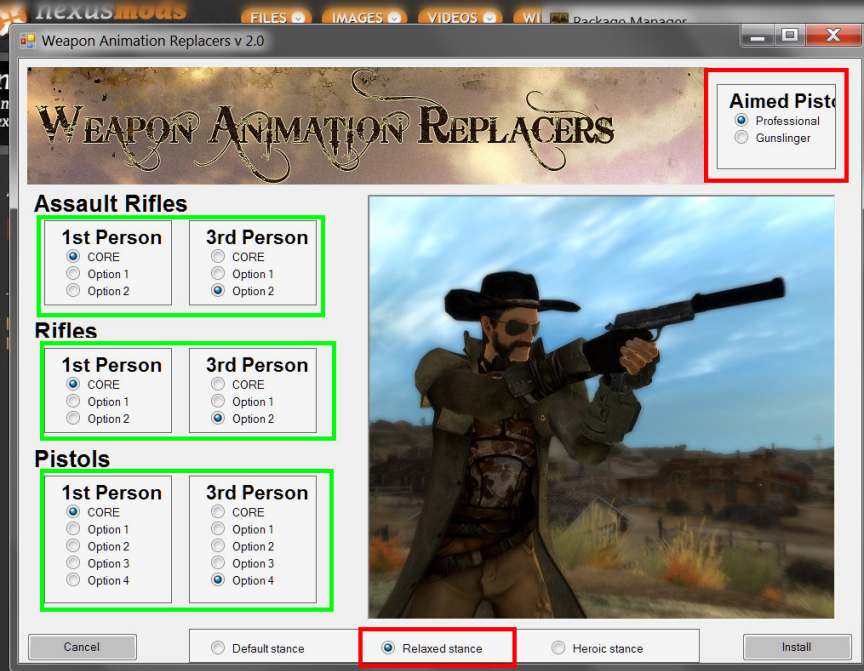 nexusmods
FILES IMAGES VIDEOS
Package Manager
Weapon Animation Replacers v 2.0
WEAPON ANIMATION REPLACERS
Aimed Pisto
Professional
Gunslinger
Assault Rifles
1st Person 3rd Person
CORE CORE
Option 1 Option 1
Option 2 Option 2
Rifles
1st Person 3rd Person
CORE CORE
Option 1 Option 1
Option 2 Option 2
Pistols
1st Person 3rd Person
CORE CORE
Option 1 Option 1
Option 2 Option 2
Option 3 Option 3
Option 4 Option 4
Cancel Default stance Relaxed stance Heroic stance Install